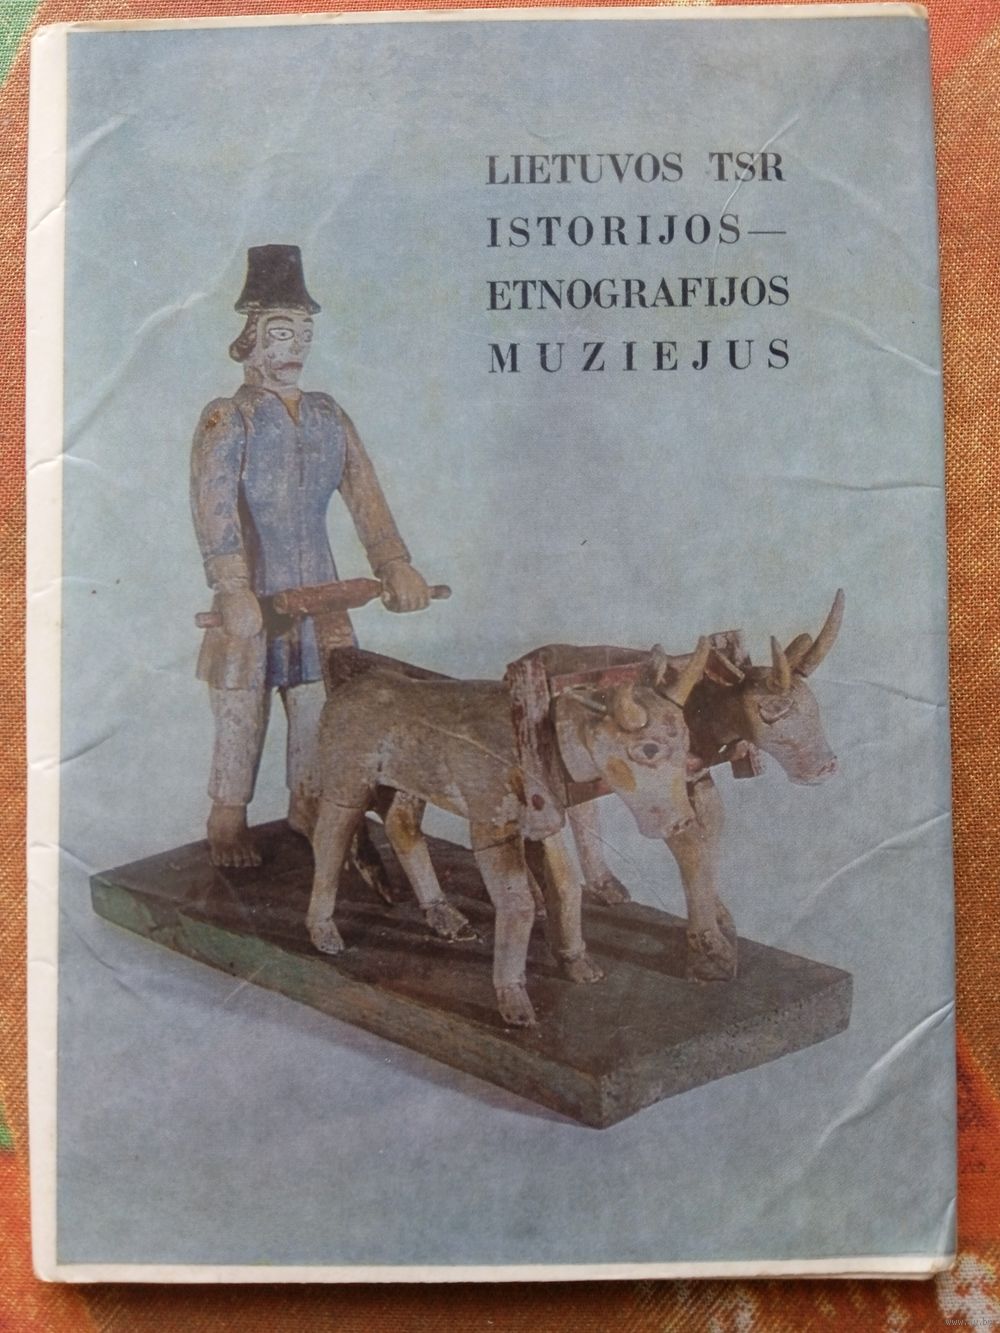 LIETUVOS TSR
ISTORIJOS—
ETNOGRAFIJOS
MUZIEJUS